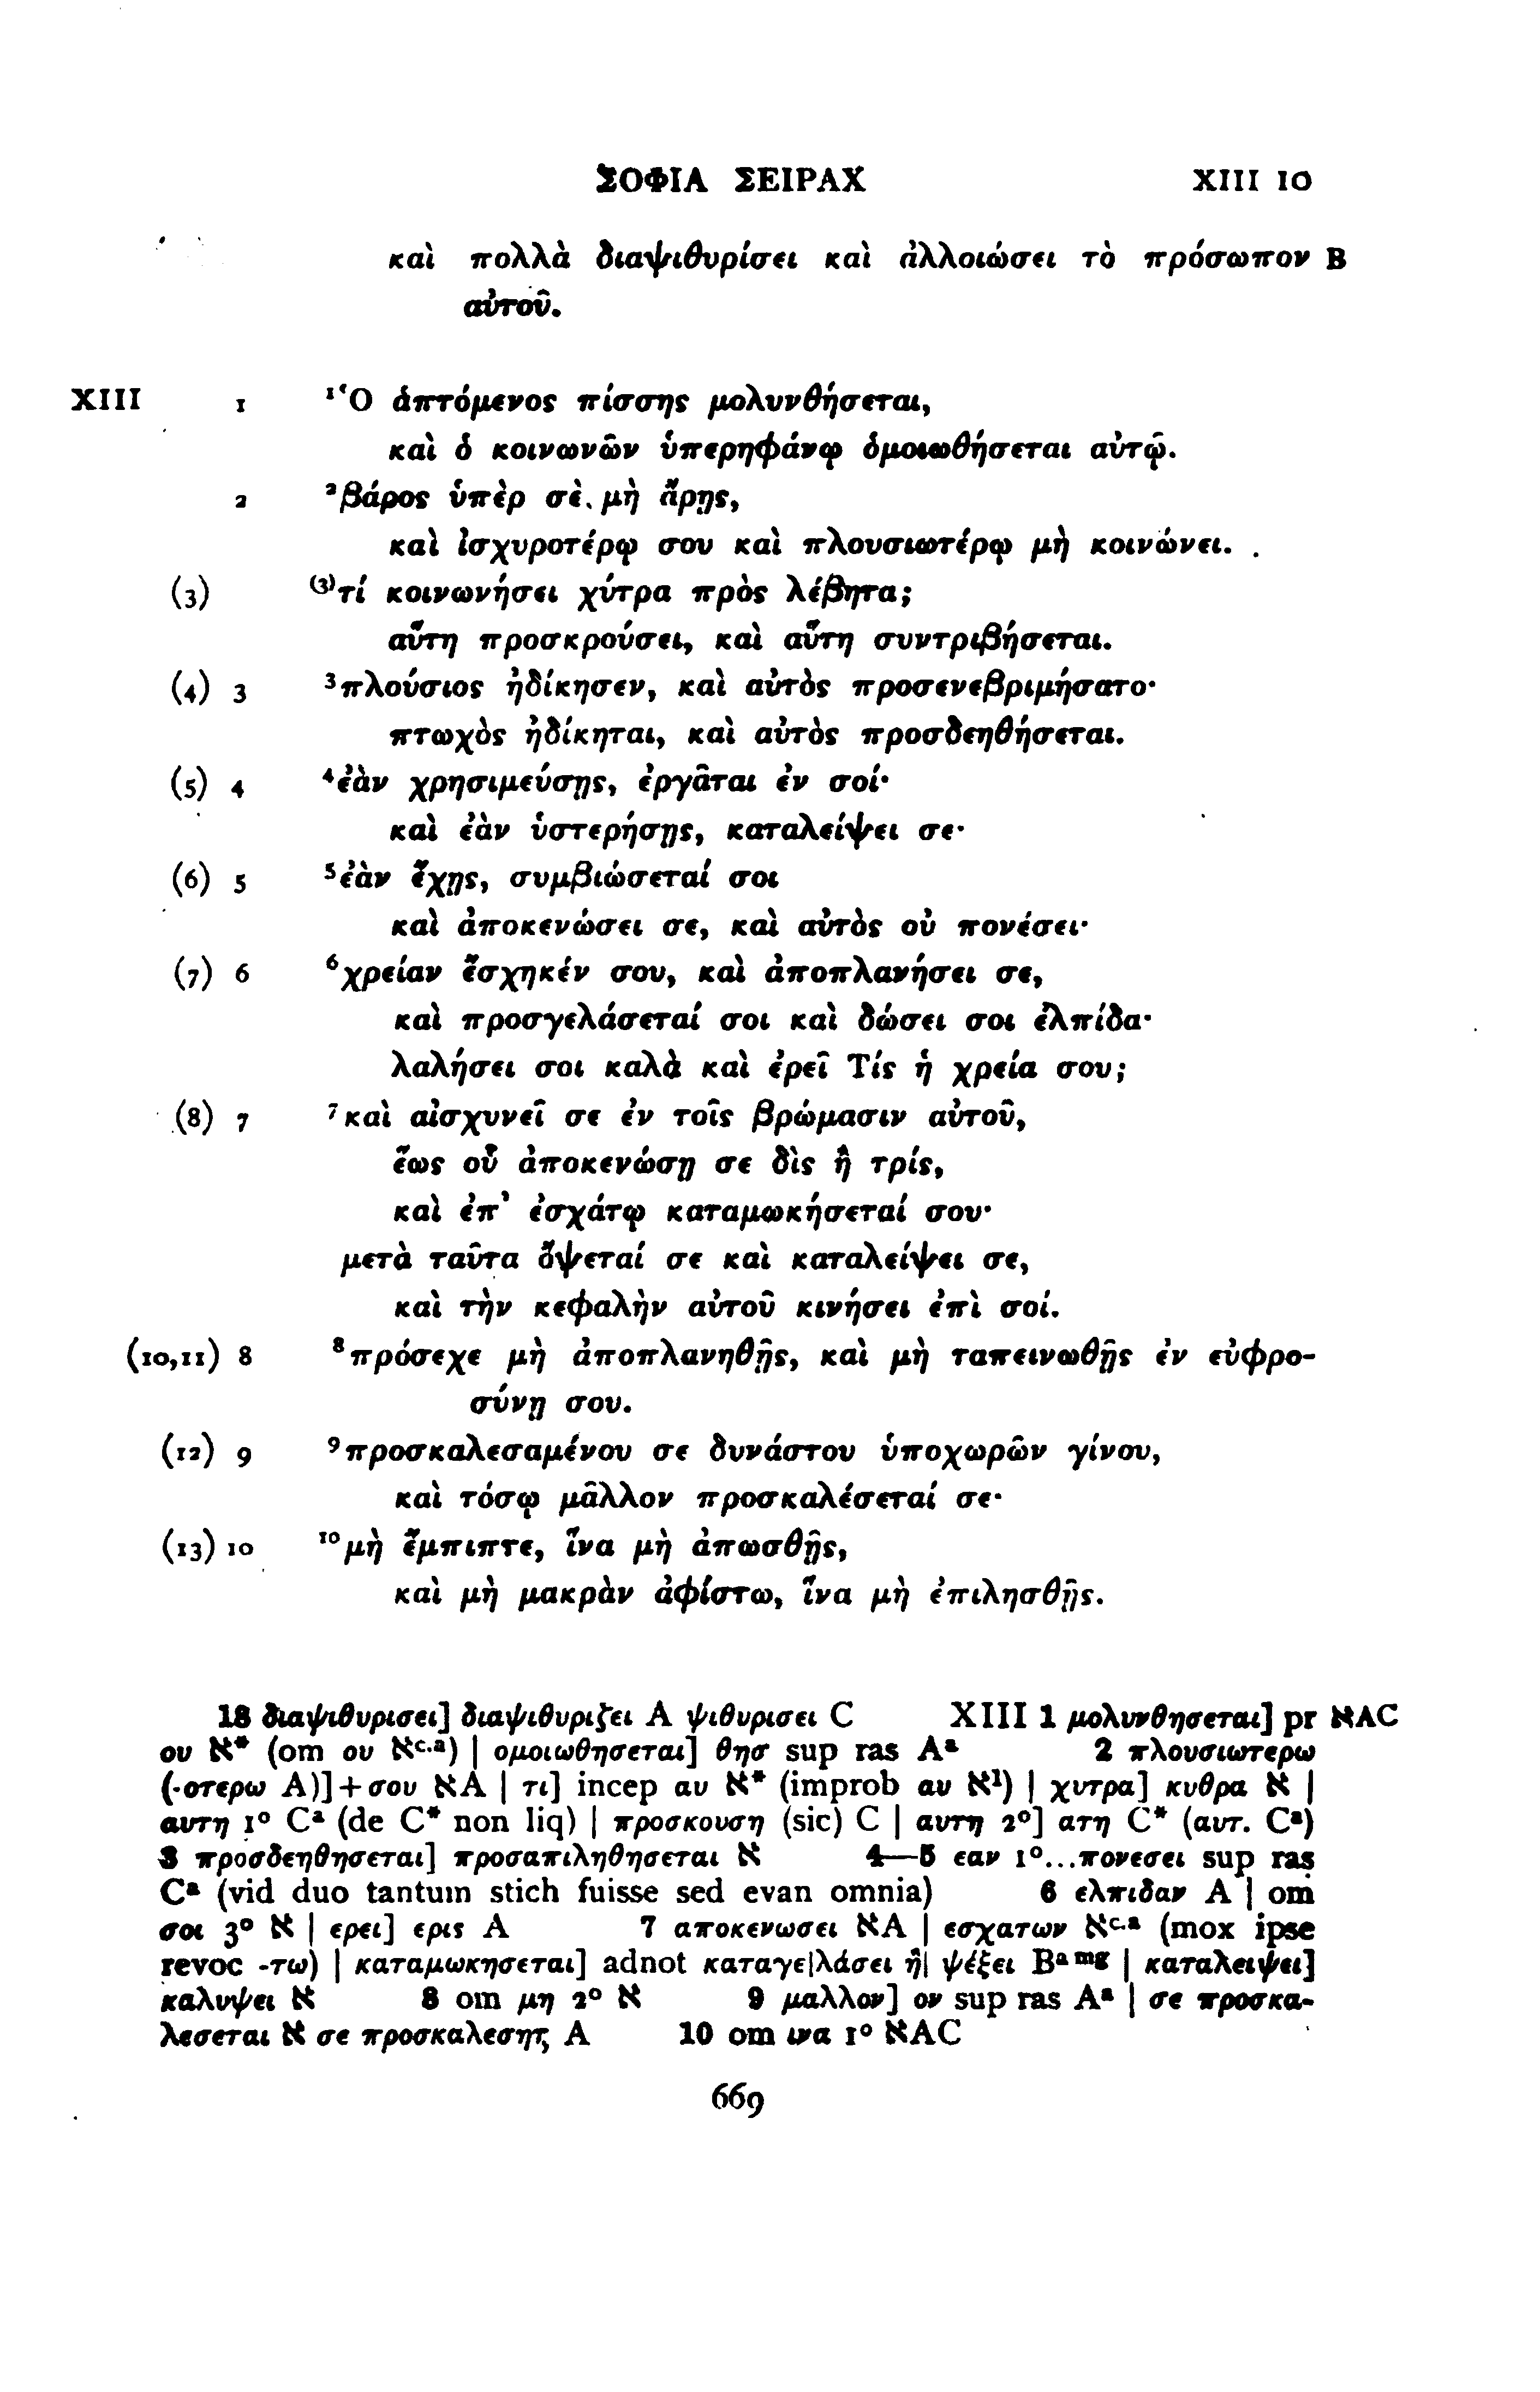 ΣΟΦΙΑ ΣΕΙΡΑΧ XIII 10
καὶ πολλὰ διαψιθυρίσει καὶ ἀλλοιώσει τὸ πρόσωπον B
αὐτοῦ.
XIII 1 ¹Ὁ ἁπτόμενος πίσσης μολυνθήσεται,
καὶ ὁ κοινωνῶν ὑπερηφάνῳ ὁμοιωθήσεται αὐτῷ.
2 ²βάρος ὑπὲρ σὲ μὴ ἄρῃς,
καὶ ἰσχυροτέρῳ σου καὶ πλουσιωτέρῳ μὴ κοινώνει.
(3) ⁽³⁾τί κοινωνήσει χύτρα πρὸς λέβητα;
αὕτη προσκρούσει, καὶ αὕτη συντριβήσεται.
(4) 3 ³πλούσιος ἠδίκησεν, καὶ αὐτὸς προσενεβριμήσατο·
πτωχὸς ἠδίκηται, καὶ αὐτὸς προσδεηθήσεται.
(5) 4 ⁴ἐὰν χρησιμεύσῃς, ἐργᾶται ἐν σοί·
καὶ ἐὰν ὑστερήσῃς, καταλείψει σε·
(6) 5 ⁵ἐὰν ἔχῃς, συμβιώσεταί σοι
καὶ ἀποκενώσει σε, καὶ αὐτὸς οὐ πονέσει·
(7) 6 ⁶χρείαν ἔσχηκέν σου, καὶ ἀποπλανήσει σε,
καὶ προσγελάσεταί σοι καὶ δώσει σοι ἐλπίδα·
λαλήσει σοι καλὰ καὶ ἐρεῖ Τίς ἡ χρεία σου;
(8) 7 ⁷καὶ αἰσχυνεῖ σε ἐν τοῖς βρώμασιν αὐτοῦ,
ἕως οὗ ἀποκενώσῃ σε δὶς ἢ τρίς,
καὶ ἐπ᾽ ἐσχάτῳ καταμωκήσεταί σου·
μετὰ ταῦτα ὄψεταί σε καὶ καταλείψει σε,
καὶ τὴν κεφαλὴν αὐτοῦ κινήσει ἐπὶ σοί.
(10,11) 8 ⁸πρόσεχε μὴ ἀποπλανηθῇς, καὶ μὴ ταπεινωθῇς ἐν εὐφρο-
σύνῃ σου.
(12) 9 ⁹προσκαλεσαμένου σε δυνάστου ὑποχωρῶν γίνου,
καὶ τόσῳ μᾶλλον προσκαλέσεταί σε·
(13) 10 ¹⁰μὴ ἔμπιπτε, ἵνα μὴ ἀπωσθῇς,
καὶ μὴ μακρὰν ἀφίστω, ἵνα μὴ ἐπιλησθῇς.
18 διαψιθυρισει] διαψιθυριζει A ψιθυρισει C XIII 1 μολυνθησεται] pr אAC
ου א* (om ου אᶜ·ᵃ) | ομοιωθησεται] θησ sup ras Aᵃ 2 πλουσιωτερω
(-οτερω A)]+σου אA | τι] incep αυ א* (improb αυ א¹) | χυτρα] κυθρα א |
αυτη 1° Cᵃ (de C* non liq) | προσκουση (sic) C | αυτη 2°] ατη C* (αυτ. Cᵃ)
3 προσδεηθησεται] προσαπιληθησεται א 4—5 εαν 1°...πονεσει sup ras
Cᵃ (vid duo tantum stich fuisse sed evan omnia) 6 ελπιδαν A | om
σοι 3° א | ερει] ερις A 7 αποκενωσει אA | εσχατων אᶜ·ᵃ (mox ipse
revoc -τω) | καταμωκησεται] adnot καταγε|λάσει ἢ| ψέξει Bᵃ ᵐᵍ | καταλειψει]
καλυψει א 8 om μη 2° א 9 μαλλον] ον sup ras Aᵃ | σε προσκα-
λεσεται א σε προσκαλεσητ̣ A 10 om ινα 1° אAC
669